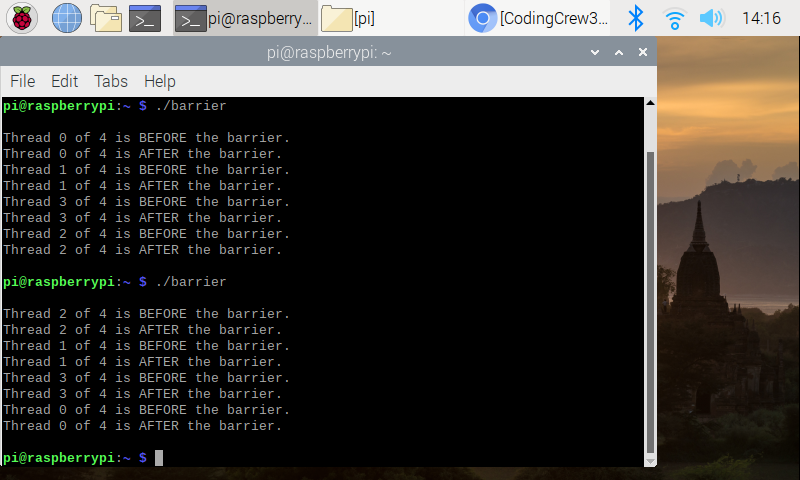 pi@raspberry...
[pi]
[CodingCrew3...
14:16
pi@raspberrypi: ~
File Edit Tabs Help
pi@raspberrypi:~ $ ./barrier
Thread 0 of 4 is BEFORE the barrier.
Thread 0 of 4 is AFTER the barrier.
Thread 1 of 4 is BEFORE the barrier.
Thread 1 of 4 is AFTER the barrier.
Thread 3 of 4 is BEFORE the barrier.
Thread 3 of 4 is AFTER the barrier.
Thread 2 of 4 is BEFORE the barrier.
Thread 2 of 4 is AFTER the barrier.
pi@raspberrypi:~ $ ./barrier
Thread 2 of 4 is BEFORE the barrier.
Thread 2 of 4 is AFTER the barrier.
Thread 1 of 4 is BEFORE the barrier.
Thread 1 of 4 is AFTER the barrier.
Thread 3 of 4 is BEFORE the barrier.
Thread 3 of 4 is AFTER the barrier.
Thread 0 of 4 is BEFORE the barrier.
Thread 0 of 4 is AFTER the barrier.
pi@raspberrypi:~ $